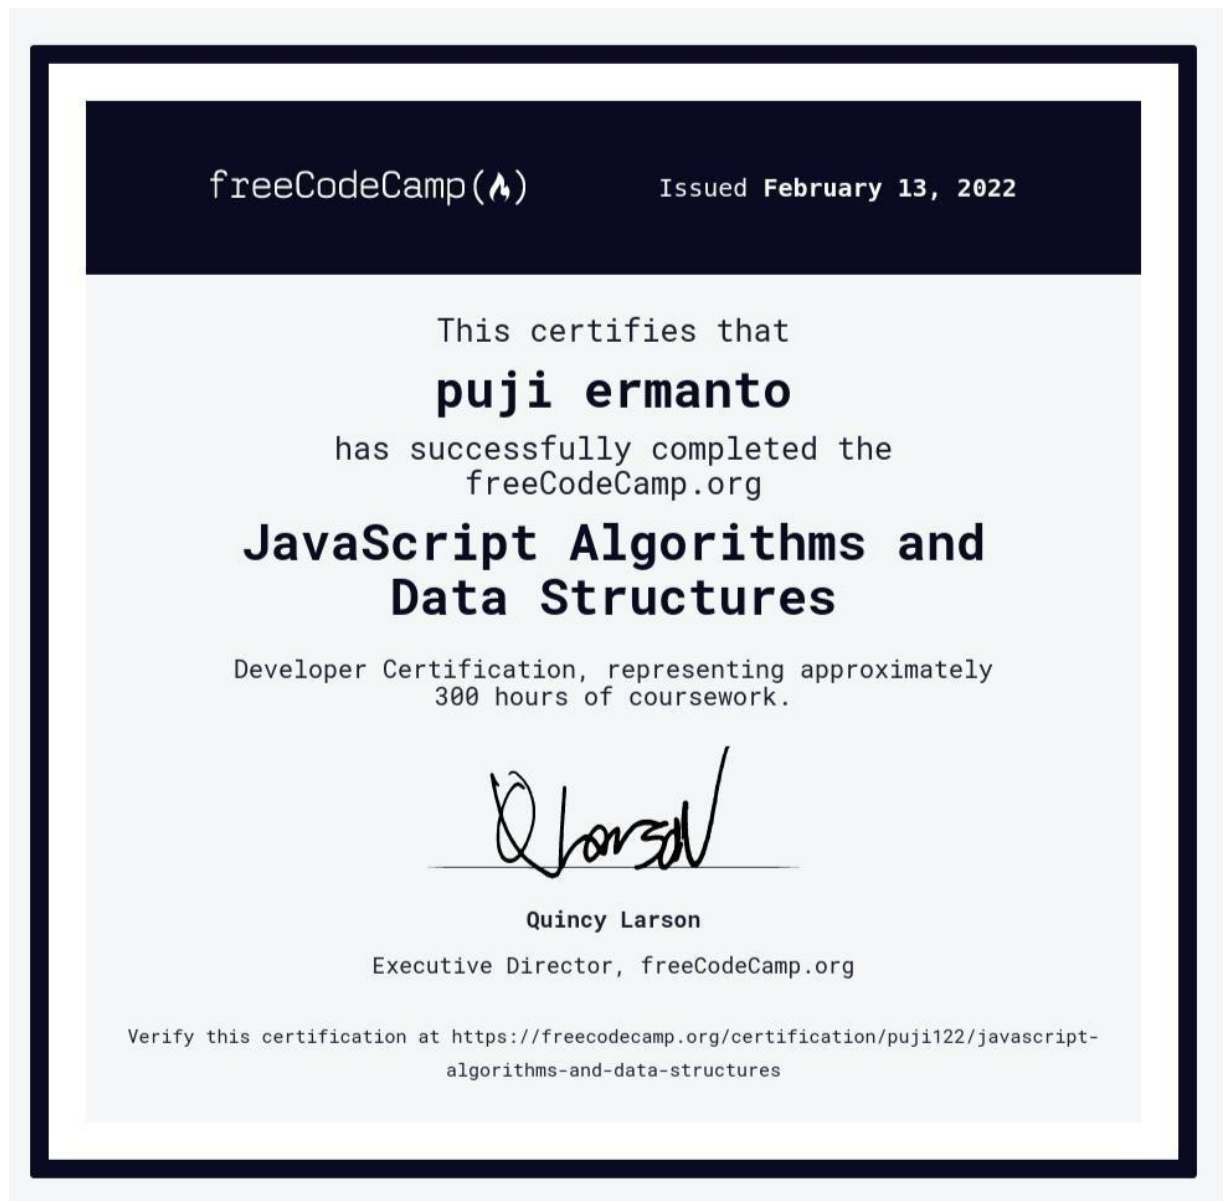 freeCodeCamp(🔥)
Issued February 13, 2022
This certifies that
puji ermanto
has successfully completed the
freeCodeCamp.org
JavaScript Algorithms and
Data Structures
Developer Certification, representing approximately
300 hours of coursework.
Q Larson
Quincy Larson
Executive Director, freeCodeCamp.org
Verify this certification at https://freecodecamp.org/certification/puji122/javascript-
algorithms-and-data-structures